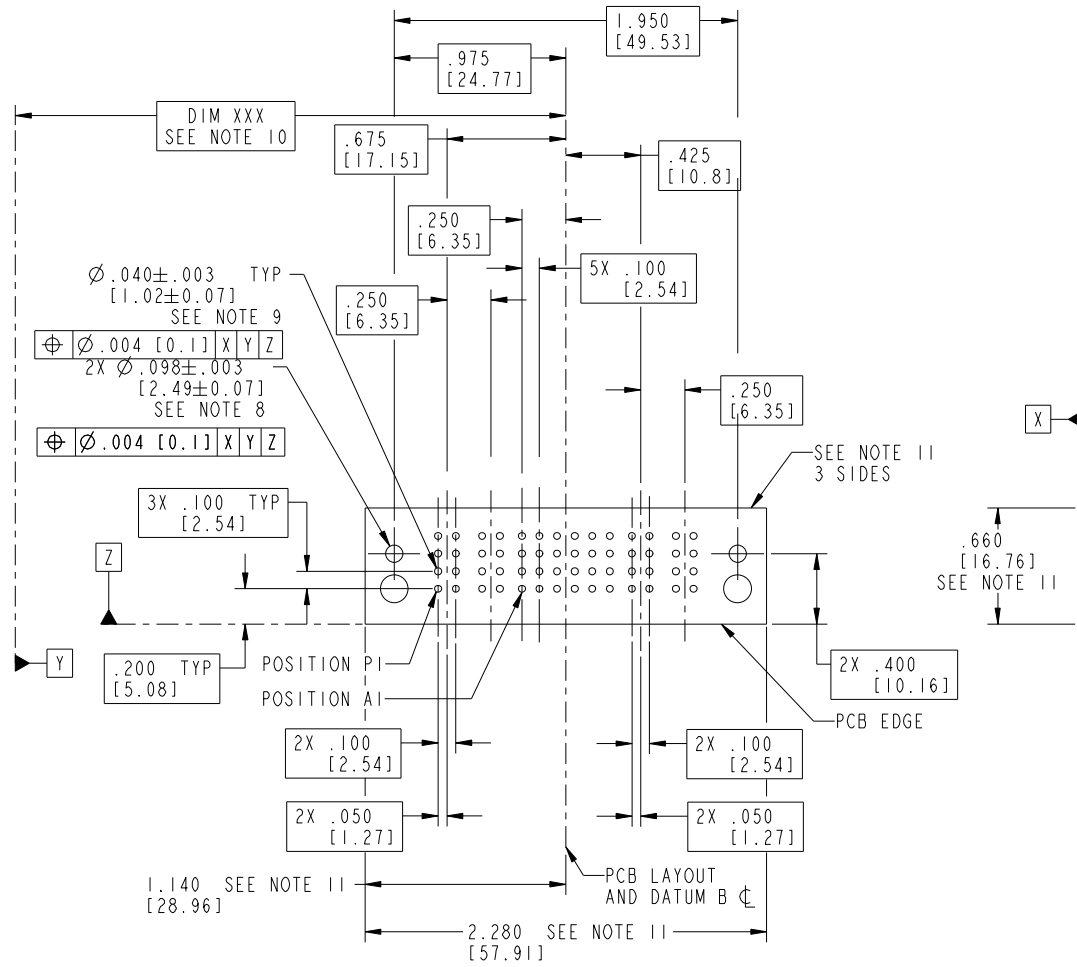 1.950
[49.53]
.975
[24.77]
DIM XXX
SEE NOTE 10
.675
[17.15]
.425
[10.8]
.250
[6.35]
5X .100
[2.54]
Ø.040±.003 TYP
[1.02±0.07]
SEE NOTE 9
⌖ Ø.004 [0.1] X Y Z
.250
[6.35]
2X Ø.098±.003
[2.49±0.07]
SEE NOTE 8
⌖ Ø.004 [0.1] X Y Z
.250
[6.35]
X
SEE NOTE 11
3 SIDES
3X .100 TYP
[2.54]
Z
.660
[16.76]
SEE NOTE 11
Y
.200 TYP
[5.08]
POSITION P1
POSITION A1
2X .400
[10.16]
PCB EDGE
2X .100
[2.54]
2X .100
[2.54]
2X .050
[1.27]
2X .050
[1.27]
1.140 SEE NOTE 11
[28.96]
PCB LAYOUT
AND DATUM B ℄
2.280 SEE NOTE 11
[57.91]